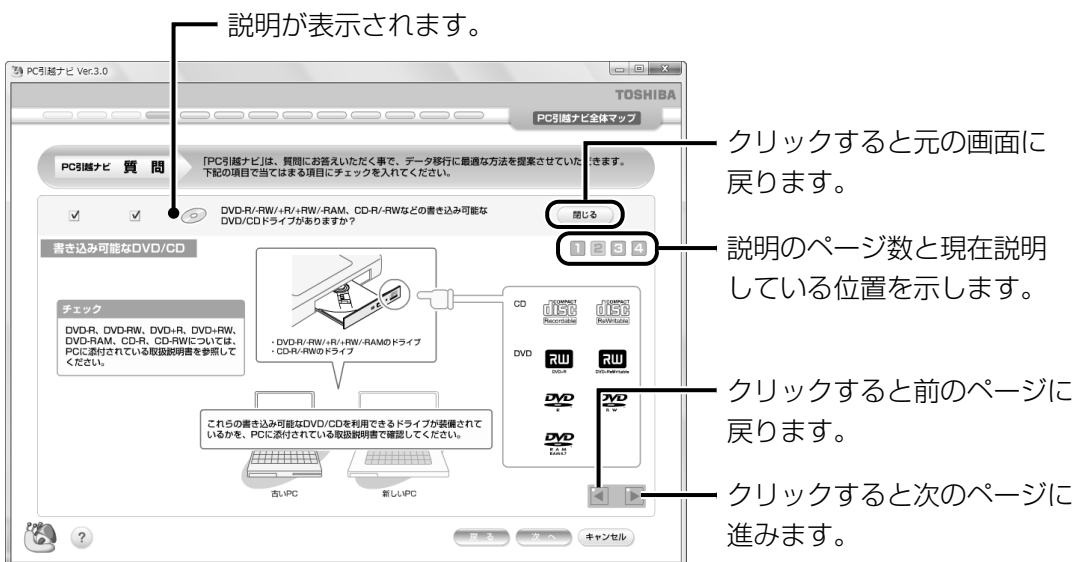 説明が表示されます。
PC引越ナビ Ver.3.0
TOSHIBA
PC引越ナビ全体マップ
PC引越ナビ 質 問
「PC引越ナビ」は、質問にお答えいただく事で、データ移行に最適な方法を提案させていただきます。
下記の項目で当てはまる項目にチェックを入れてください。
DVD-R/-RW/+R/+RW/-RAM、CD-R/-RWなどの書き込み可能な
DVD/CDドライブがありますか?
閉じる
クリックすると元の画面に
戻ります。
書き込み可能なDVD/CD
1 2 3 4
説明のページ数と現在説明
している位置を示します。
チェック
DVD-R、DVD-RW、DVD+R、DVD+RW、
DVD-RAM、CD-R、CD-RWについては、
PCに添付されている取扱説明書を参照して
ください。
・DVD-R/-RW/+R/+RW/-RAMのドライブ
・CD-R/-RWのドライブ
CD
COMPACT
disc
Recordable
COMPACT
disc
ReWritable
DVD
RW
DVD+R
RW
DVD+ReWritable
DVD
R
DVD
R W
DVD
R A M
RAM4.7
これらの書き込み可能なDVD/CDを利用できるドライブが装備されて
いるかを、PCに添付されている取扱説明書で確認してください。
古いPC
新しいPC
クリックすると前のページに
戻ります。
クリックすると次のページに
進みます。
?
戻 る
次 へ
キャンセル